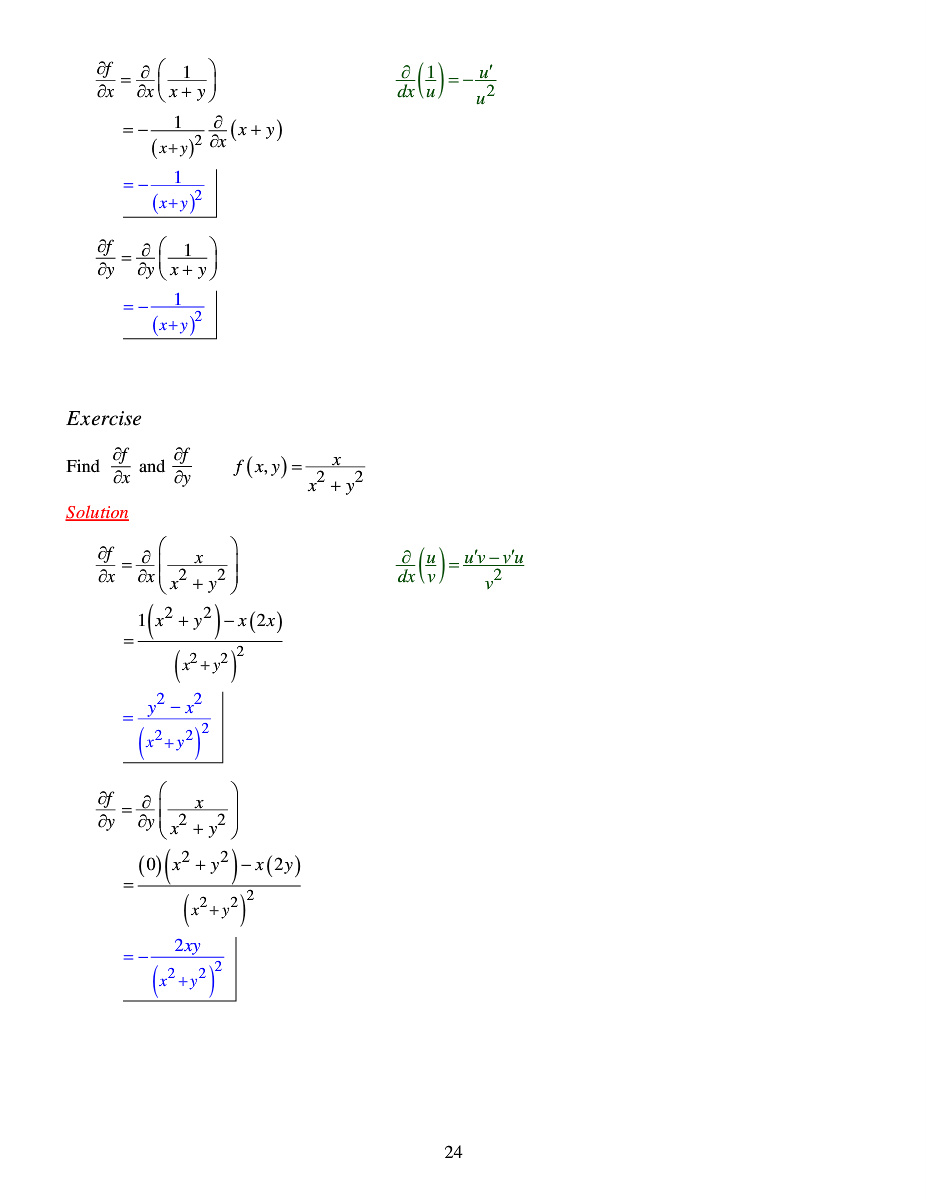 ∂f/∂x = ∂/∂x (1/(x + y))    ∂/dx (1/u) = − u′/u²
= − 1/(x+y)² ∂/∂x (x + y)
= − 1/(x+y)²
∂f/∂y = ∂/∂y (1/(x + y))
= − 1/(x+y)²
Exercise
Find ∂f/∂x and ∂f/∂y    f(x, y) = x/(x² + y²)
Solution
∂f/∂x = ∂/∂x (x/(x² + y²))    ∂/dx (u/v) = (u′v − v′u)/v²
= (1(x² + y²) − x(2x))/(x² + y²)²
= (y² − x²)/(x² + y²)²
∂f/∂y = ∂/∂y (x/(x² + y²))
= ((0)(x² + y²) − x(2y))/(x² + y²)²
= − 2xy/(x² + y²)²
24